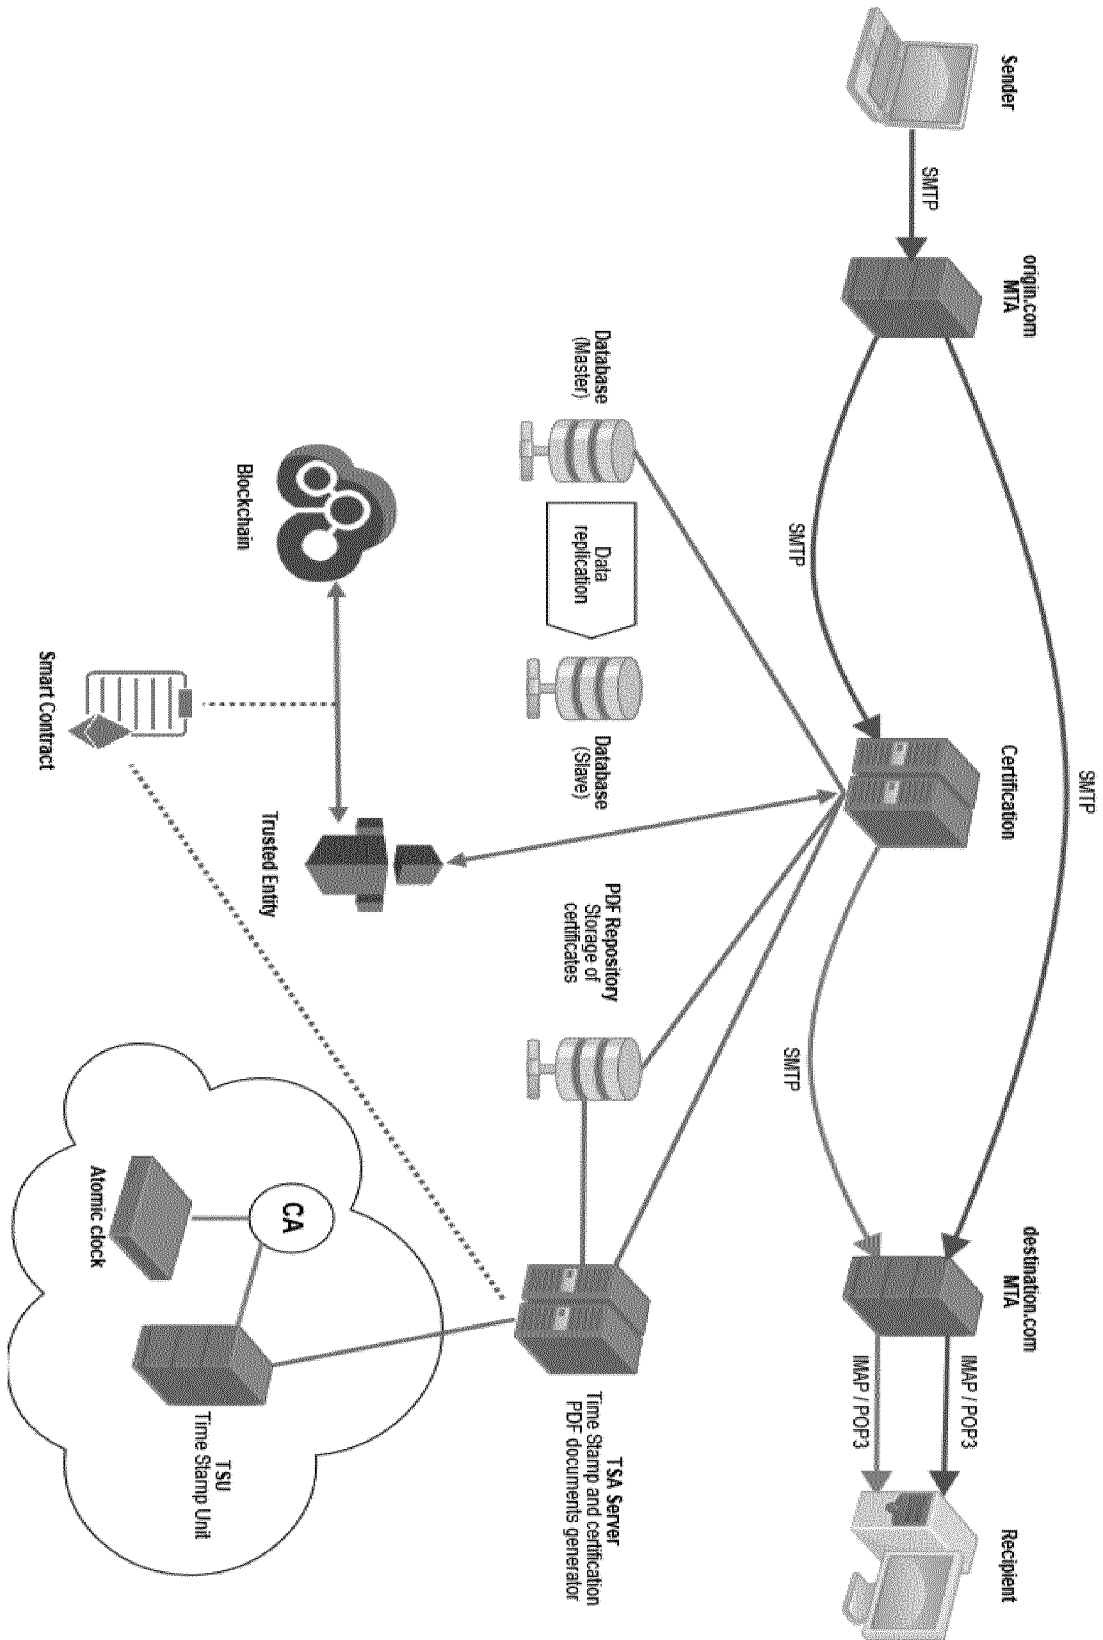 Sender
SMTP
origin.com
MTA
SMTP
SMTP
Certification
SMTP
destination.com
MTA
IMAP / POP3
IMAP / POP3
Recipient
Database
(Master)
Data
replication
Database
(Slave)
PDF Repository
Storage of
certificates
TSA Server
Time Stamp and certification
PDF documents generator
Blockchain
Trusted Entity
Smart Contract
CA
Atomic clock
TSU
Time Stamp Unit